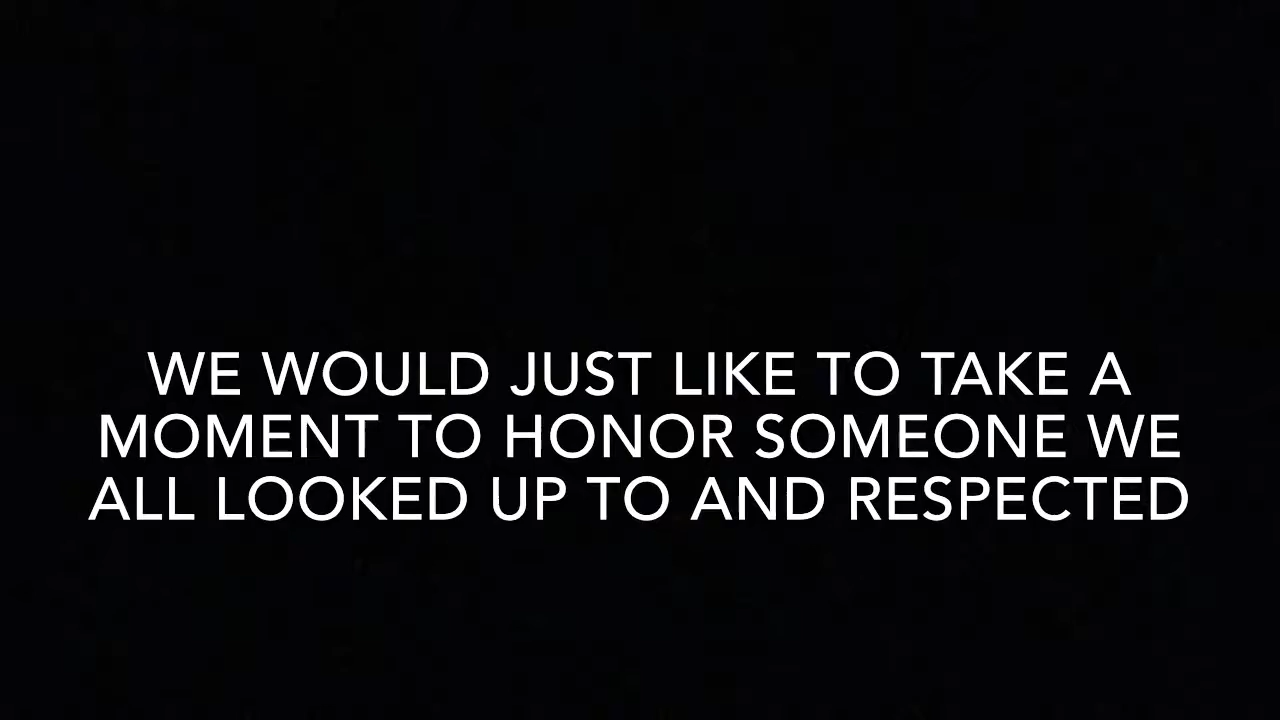 WE WOULD JUST LIKE TO TAKE A
MOMENT TO HONOR SOMEONE WE
ALL LOOKED UP TO AND RESPECTED